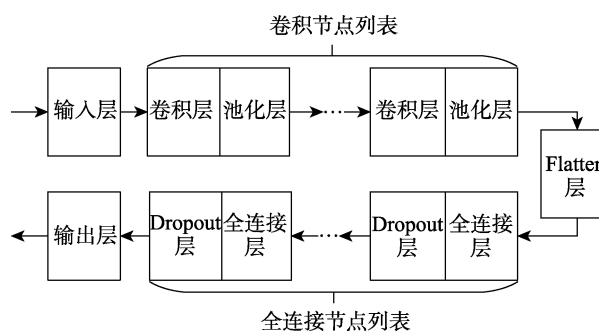 卷积节点列表
输入层
卷积层
池化层
...
卷积层
池化层
Flatten
层
输出层
Dropout
层
全连接
层
...
Dropout
层
全连接
层
全连接节点列表